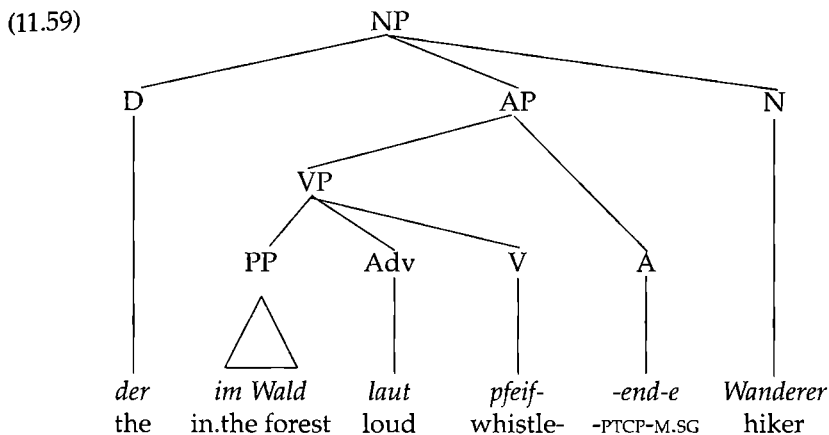 (11.59) NP
D AP N
VP
PP Adv V A
der im Wald laut pfeif- -end-e Wanderer
the in.the forest loud whistle- -PTCP-M.SG hiker